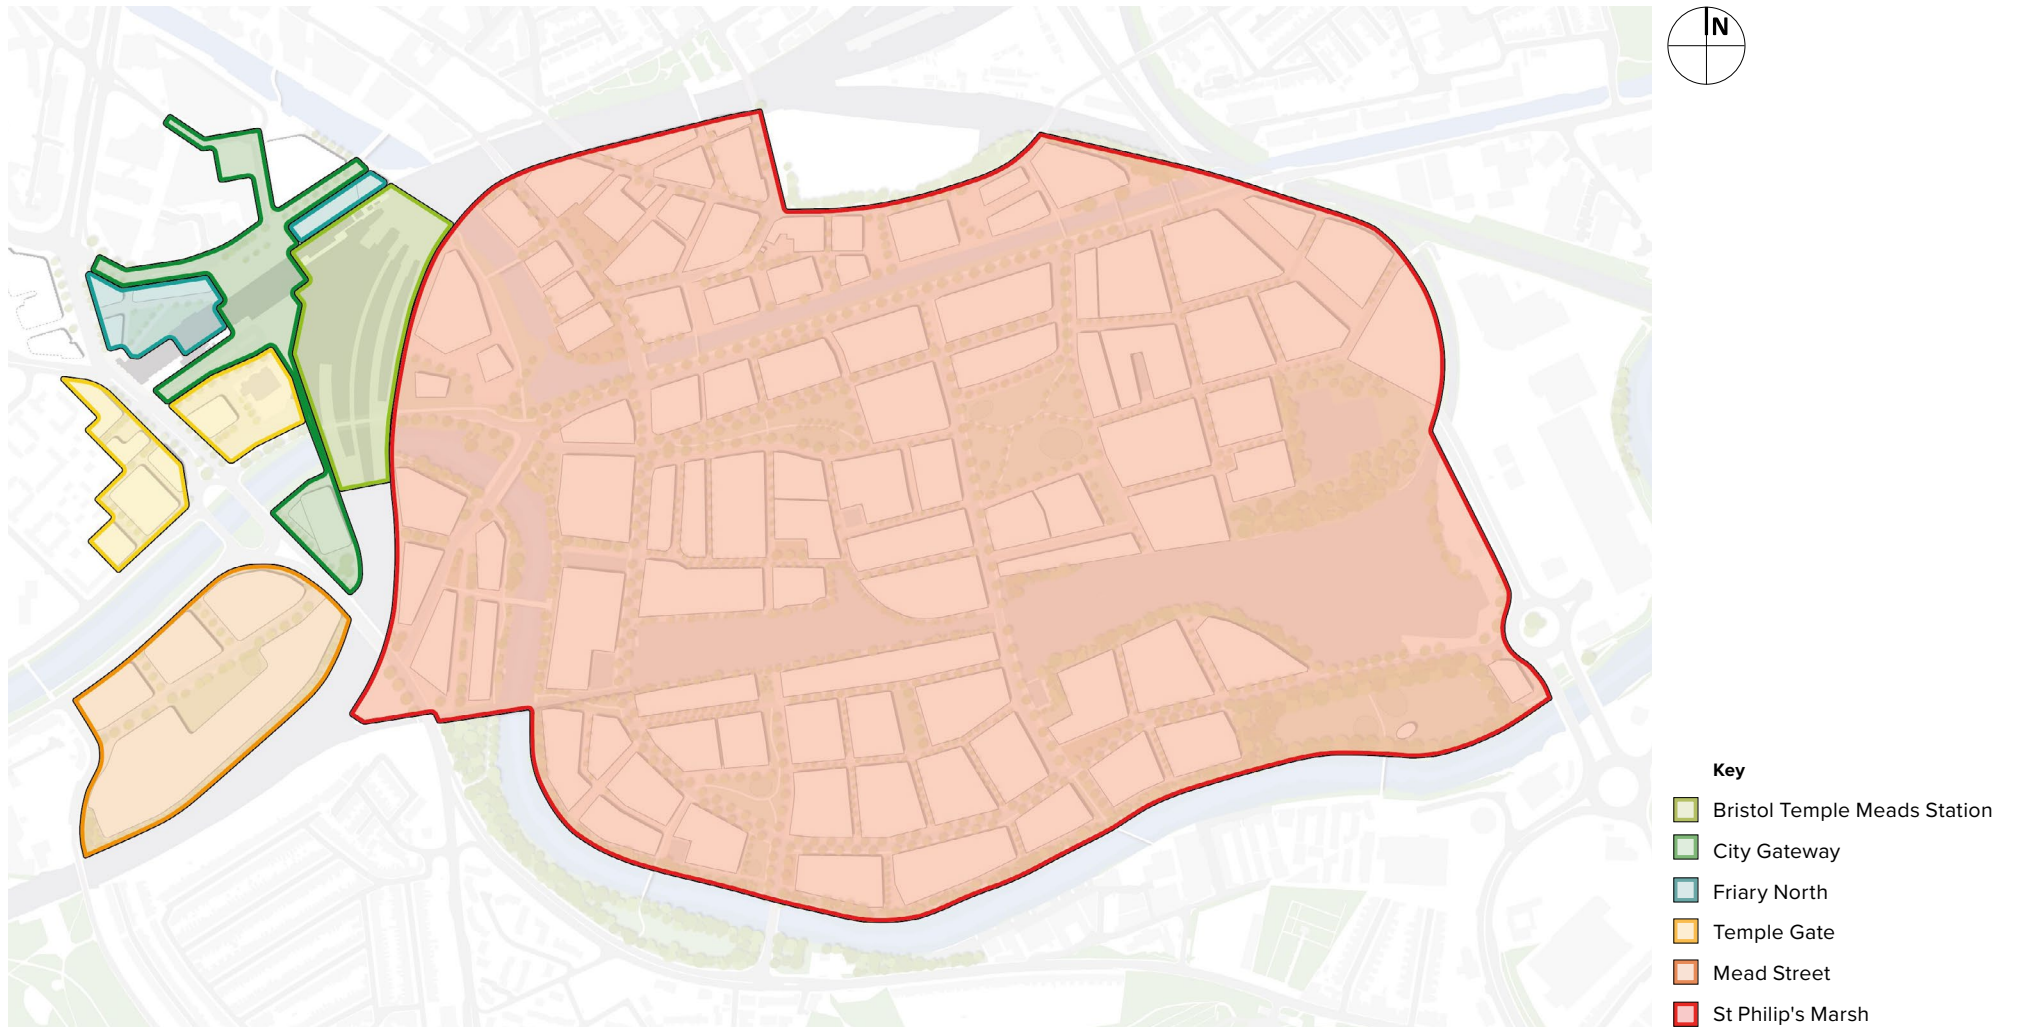 N
Key
Bristol Temple Meads Station
City Gateway
Friary North
Temple Gate
Mead Street
St Philip's Marsh